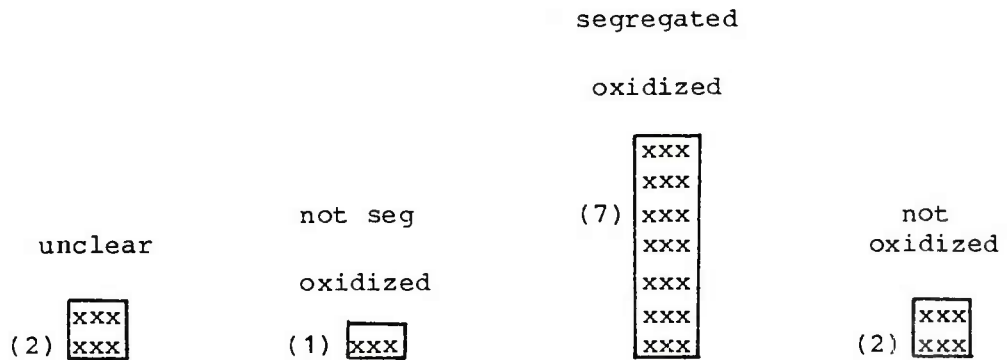 segregated
oxidized
xxx
xxx
not seg
(7) xxx
not
unclear
xxx
oxidized
oxidized
xxx
xxx
xxx
xxx
(2) xxx
(1) xxx
xxx
(2) xxx